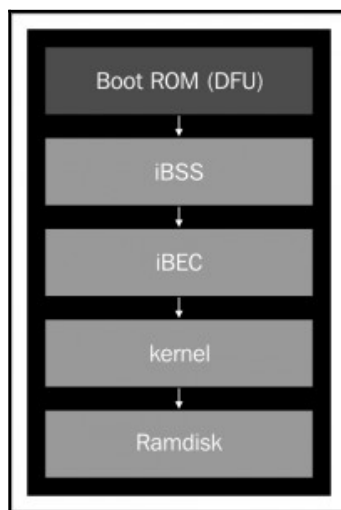 Boot ROM (DFU)
iBSS
iBEC
kernel
Ramdisk